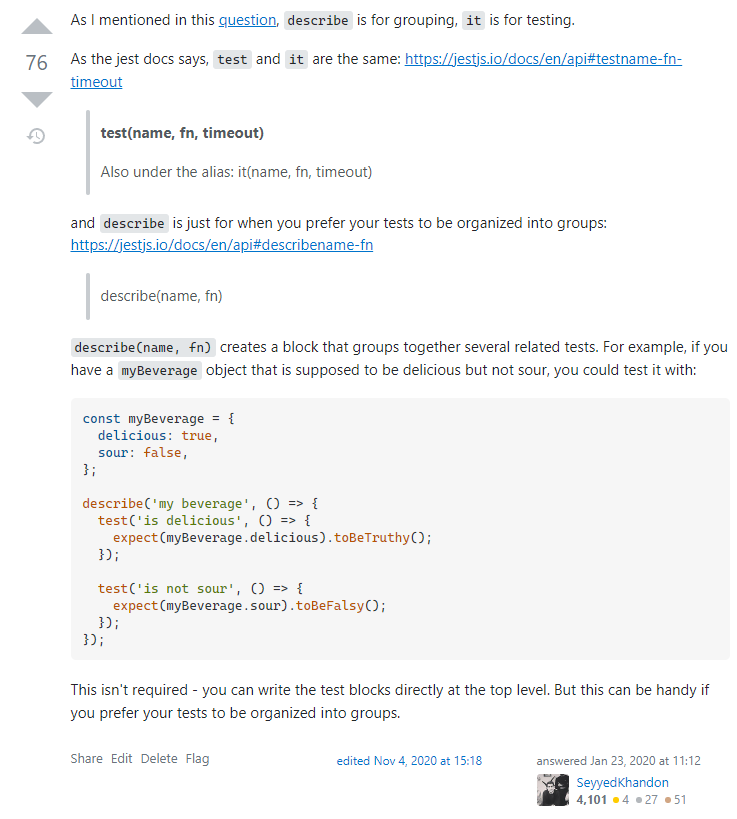 As I mentioned in this question, describe is for grouping, it is for testing.
76
As the jest docs says, test and it are the same: https://jestjs.io/docs/en/api#testname-fn-
timeout
test(name, fn, timeout)
Also under the alias: it(name, fn, timeout)
and describe is just for when you prefer your tests to be organized into groups:
https://jestjs.io/docs/en/api#describename-fn
describe(name, fn)
describe(name, fn) creates a block that groups together several related tests. For example, if you
have a myBeverage object that is supposed to be delicious but not sour, you could test it with:
const myBeverage = {
  delicious: true,
  sour: false,
};
describe('my beverage', () => {
  test('is delicious', () => {
    expect(myBeverage.delicious).toBeTruthy();
  });
  test('is not sour', () => {
    expect(myBeverage.sour).toBeFalsy();
  });
});
This isn't required - you can write the test blocks directly at the top level. But this can be handy if
you prefer your tests to be organized into groups.
Share Edit Delete Flag
edited Nov 4, 2020 at 15:18
answered Jan 23, 2020 at 11:12
SeyyedKhandon
4,101 4 27 51